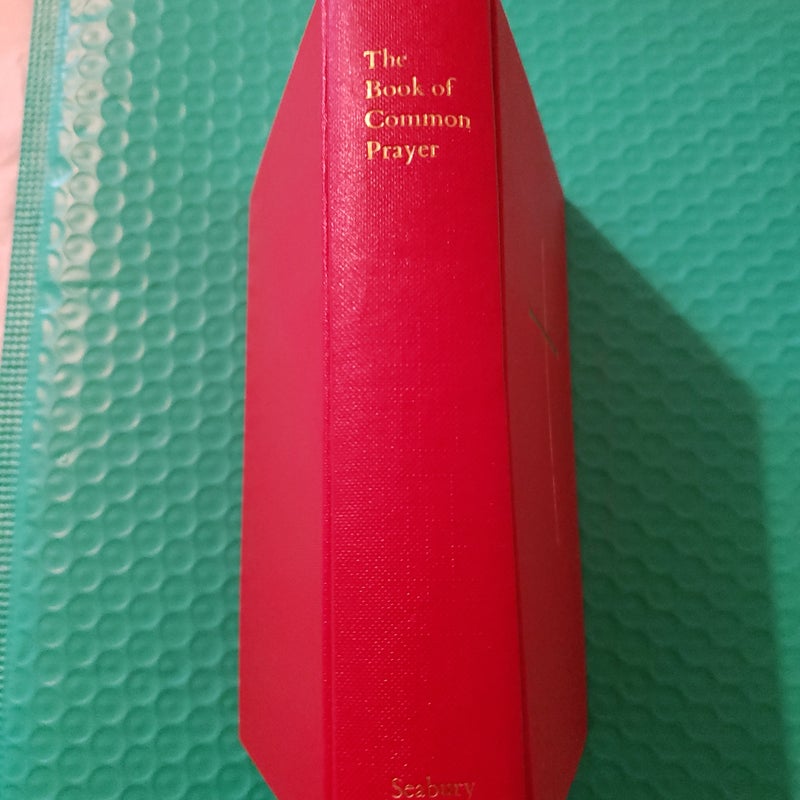 The
Book of
Common
Prayer
Seabury